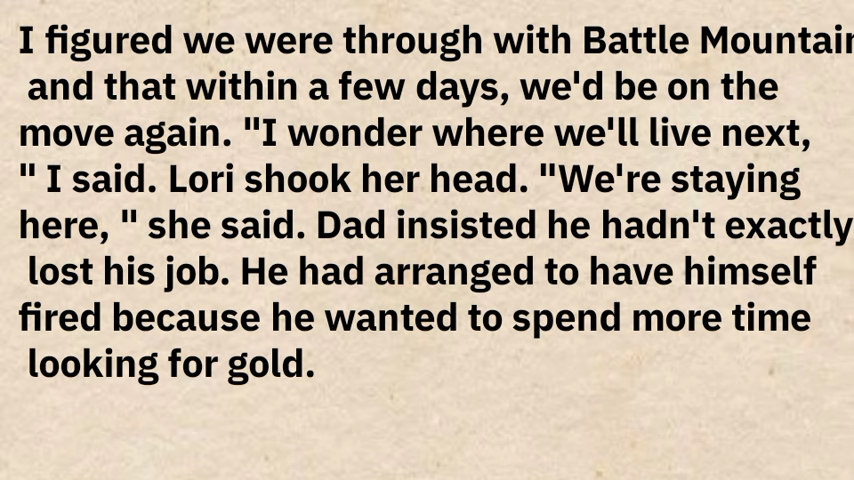 I figured we were through with Battle Mountain
and that within a few days, we'd be on the
move again. "I wonder where we'll live next,
" I said. Lori shook her head. "We're staying
here, " she said. Dad insisted he hadn't exactly
lost his job. He had arranged to have himself
fired because he wanted to spend more time
looking for gold.